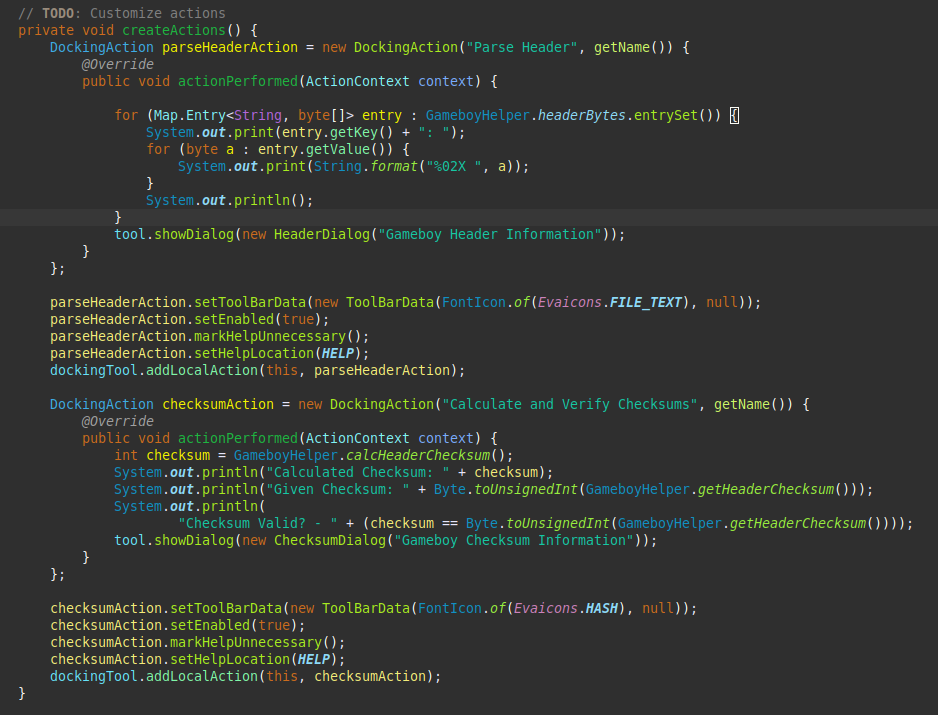 // TODO: Customize actions
private void createActions() {
    DockingAction parseHeaderAction = new DockingAction("Parse Header", getName()) {
        @Override
        public void actionPerformed(ActionContext context) {

            for (Map.Entry<String, byte[]> entry : GameboyHelper.headerBytes.entrySet()) {
                System.out.print(entry.getKey() + ": ");
                for (byte a : entry.getValue()) {
                    System.out.print(String.format("%02X ", a));
                }
                System.out.println();
            }
            tool.showDialog(new HeaderDialog("Gameboy Header Information"));
        }
    };

    parseHeaderAction.setToolBarData(new ToolBarData(FontIcon.of(Evaicons.FILE_TEXT), null));
    parseHeaderAction.setEnabled(true);
    parseHeaderAction.markHelpUnnecessary();
    parseHeaderAction.setHelpLocation(HELP);
    dockingTool.addLocalAction(this, parseHeaderAction);

    DockingAction checksumAction = new DockingAction("Calculate and Verify Checksums", getName()) {
        @Override
        public void actionPerformed(ActionContext context) {
            int checksum = GameboyHelper.calcHeaderChecksum();
            System.out.println("Calculated Checksum: " + checksum);
            System.out.println("Given Checksum: " + Byte.toUnsignedInt(GameboyHelper.getHeaderChecksum()));
            System.out.println(
                    "Checksum Valid? - " + (checksum == Byte.toUnsignedInt(GameboyHelper.getHeaderChecksum())));
            tool.showDialog(new ChecksumDialog("Gameboy Checksum Information"));
        }
    };

    checksumAction.setToolBarData(new ToolBarData(FontIcon.of(Evaicons.HASH), null));
    checksumAction.setEnabled(true);
    checksumAction.markHelpUnnecessary();
    checksumAction.setHelpLocation(HELP);
    dockingTool.addLocalAction(this, checksumAction);
}